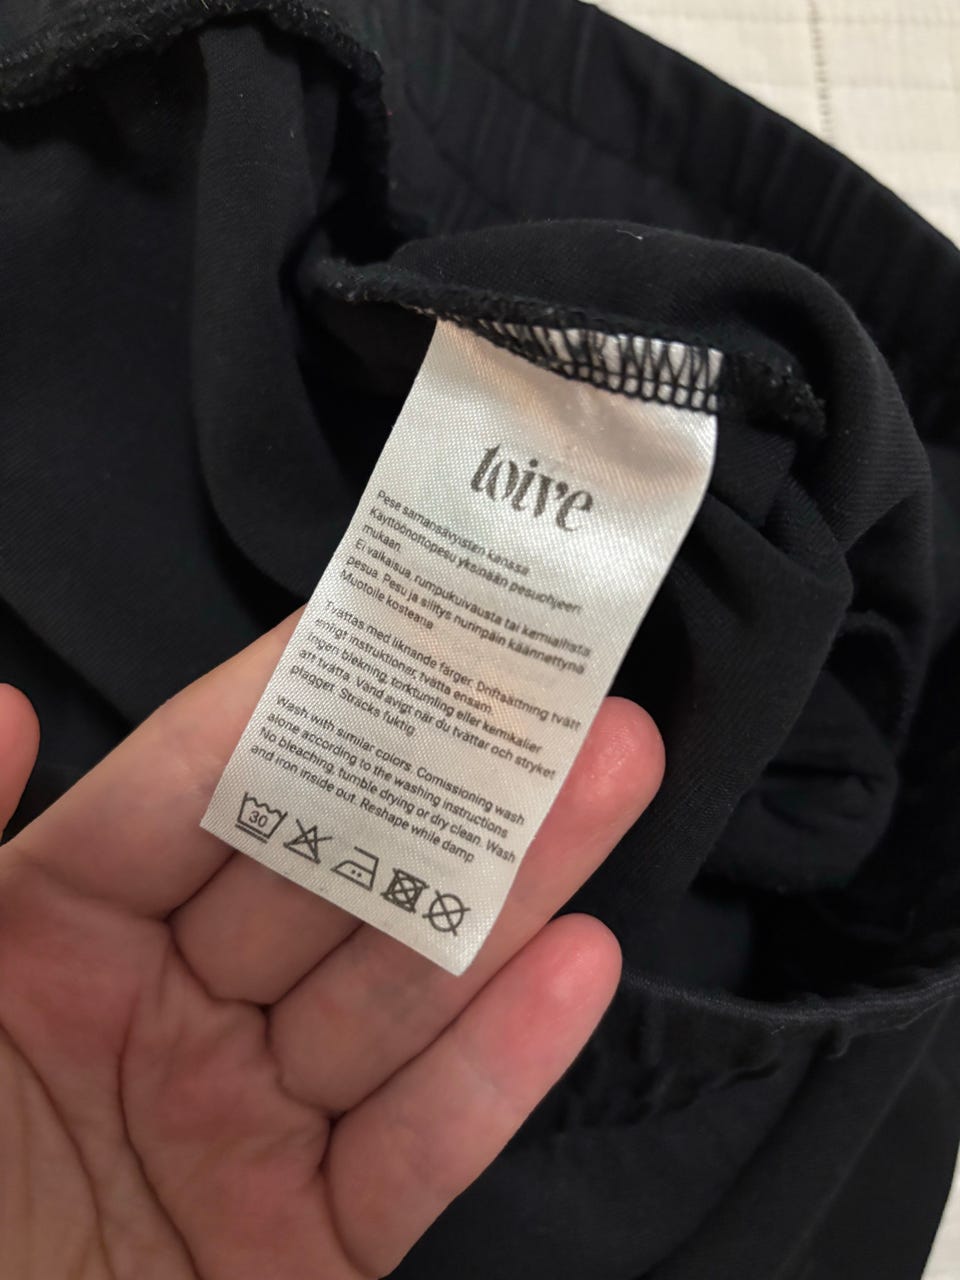 toive
Pese samansävyisten kanssa
Käyttöönottopesu yksinään pesuohjeen
mukaan.
Ei valkaisua, rumpukuivausta tai kemiallista
pesua. Pesu ja silitys nurinpäin käännettynä
Muotoile kosteana
Tvättas med liknande färger. Driftsättning tvätt
enligt instruktioner, tvätta ensam.
Ingen blekning, torktumling eller kemikalier
att tvätta. Vänd avigt när du tvättar och stryket
plagget. Sträcks fuktig.
Wash with similar colors. Comissioning wash
alone according to the washing instructions
No bleaching, tumble drying or dry clean. Wash
and iron inside out. Reshape while damp
30